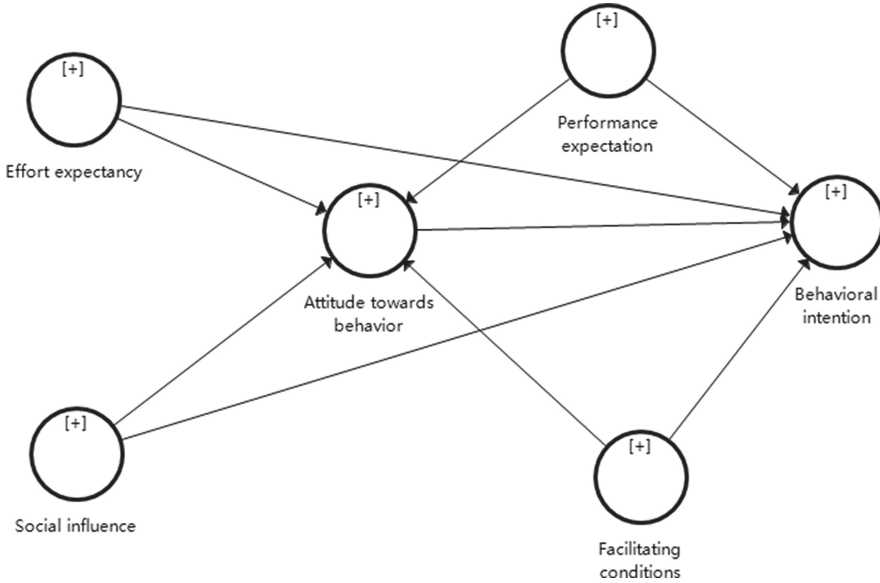 [+]
Performance
expectation
[+]
Effort expectancy
[+]
Attitude towards
behavior
[+]
Behavioral
intention
[+]
Social influence
[+]
Facilitating
conditions